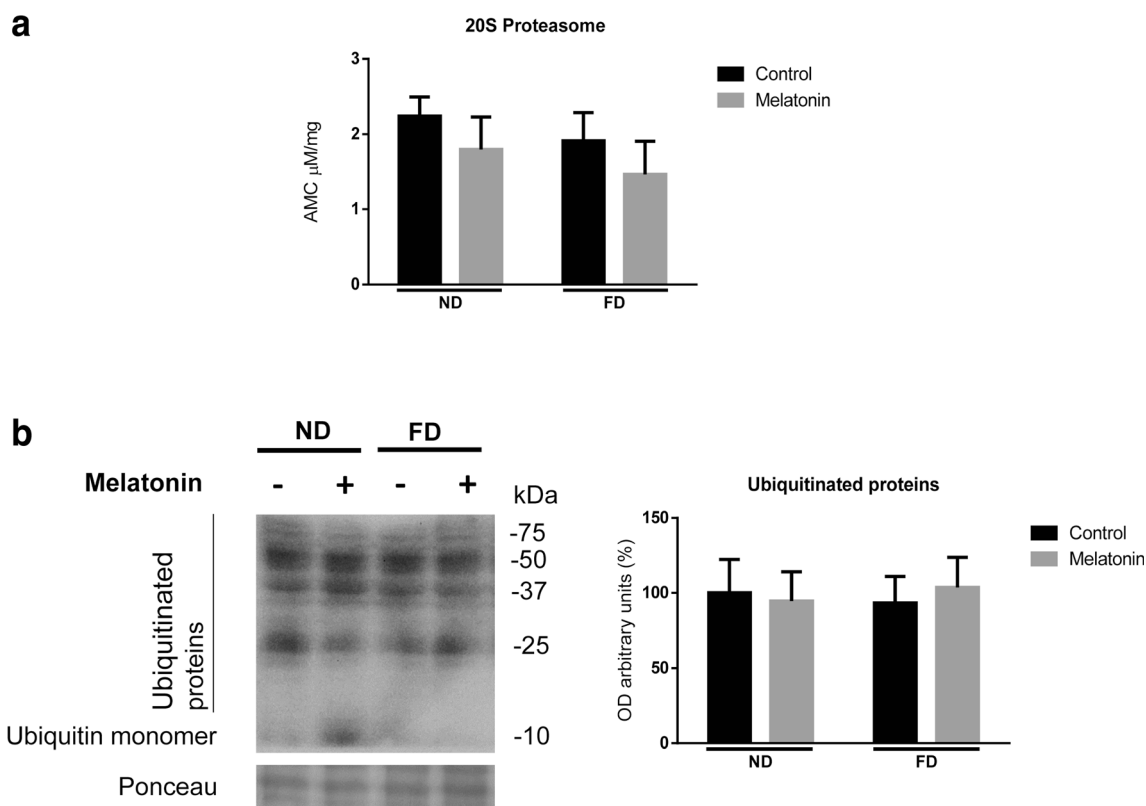 a
20S Proteasome
3
2
1
0
AMC μM/mg
ND
FD
Control
Melatonin
b
ND FD
Melatonin - + - +
kDa
-75
-50
-37
-25
-10
Ubiquitinated
proteins
Ubiquitin monomer
Ponceau
Ubiquitinated proteins
150
100
50
0
OD arbitrary units (%)
ND
FD
Control
Melatonin